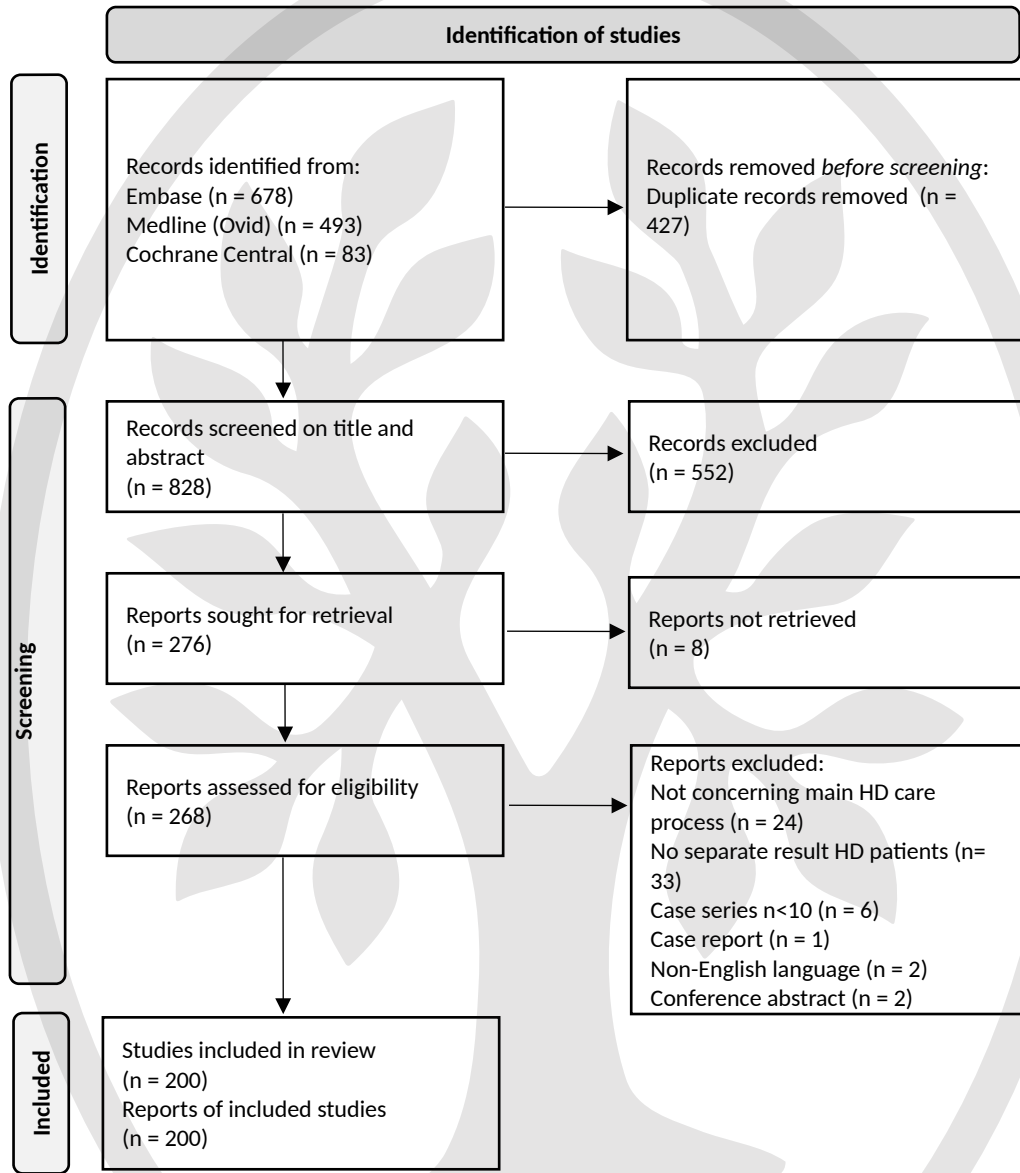 Identification of studies
Identification
Records identified from:
Embase (n = 678)
Medline (Ovid) (n = 493)
Cochrane Central (n = 83)
Records removed before screening:
Duplicate records removed  (n =
427)
Screening
Records screened on title and
abstract
(n = 828)
Records excluded
(n = 552)
Reports sought for retrieval
(n = 276)
Reports not retrieved
(n = 8)
Reports assessed for eligibility
(n = 268)
Reports excluded:
Not concerning main HD care
process (n = 24)
No separate result HD patients (n=
33)
Case series n<10 (n = 6)
Case report (n = 1)
Non-English language (n = 2)
Conference abstract (n = 2)
Included
Studies included in review
(n = 200)
Reports of included studies
(n = 200)